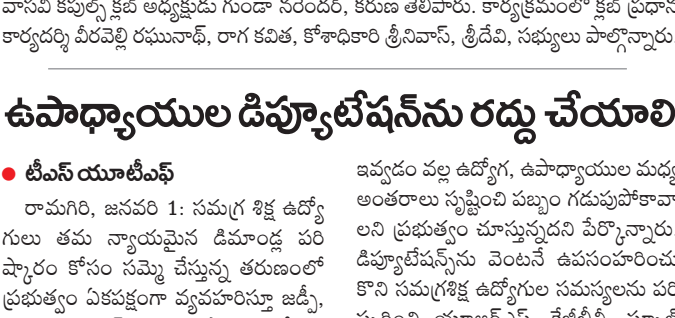 వాసవి కపుల్స్ క్లబ్ అధ్యక్షుడు గుండా నరేందర్, కరుణ తెలిపారు. కార్యక్రమంలో క్లబ్ ప్రధాన
కార్యదర్శి వీరవెల్లి రఘునాథ్, రాగ కవిత, కోశాధికారి శ్రీనివాస్, శ్రీదేవి, సభ్యులు పాల్గొన్నారు.
ఉపాధ్యాయుల డిప్యూటేషన్‌ను రద్దు చేయాలి
● టీఎస్ యూటీఎఫ్
రామగిరి, జనవరి 1: సమగ్ర శిక్ష ఉద్యో
గులు తమ న్యాయమైన డిమాండ్ల పరి
ష్కారం కోసం సమ్మె చేస్తున్న తరుణంలో
ప్రభుత్వం ఏకపక్షంగా వ్యవహరిస్తూ జడ్పీ,
ఇవ్వడం వల్ల ఉద్యోగ, ఉపాధ్యాయుల మధ్య
అంతరాలు సృష్టించి పబ్బం గడుపుపోకావా
లని ప్రభుత్వం చూస్తున్నదని పేర్కొన్నారు.
డిప్యూటేషన్స్‌ను వెంటనే ఉపసంహరించు
కొని సమగ్రశిక్ష ఉద్యోగుల సమస్యలను పరి